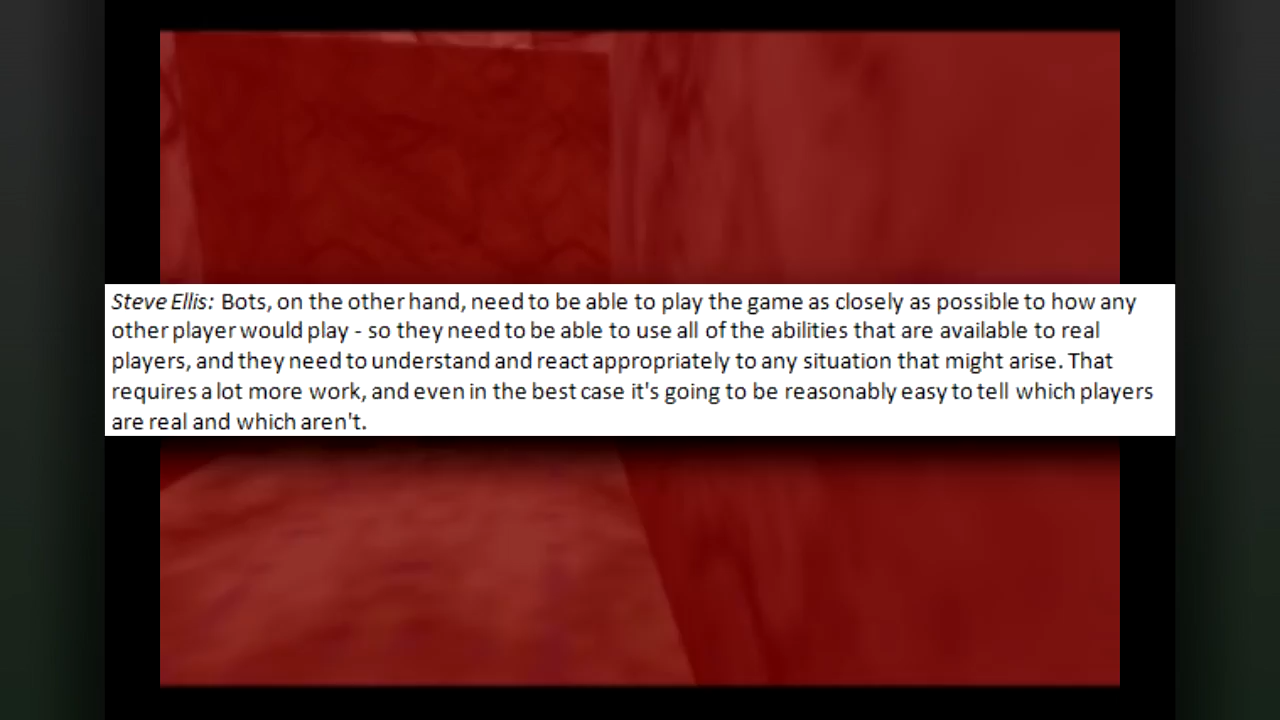 Steve Ellis: Bots, on the other hand, need to be able to play the game as closely as possible to how any
other player would play - so they need to be able to use all of the abilities that are available to real
players, and they need to understand and react appropriately to any situation that might arise. That
requires a lot more work, and even in the best case it's going to be reasonably easy to tell which players
are real and which aren't.